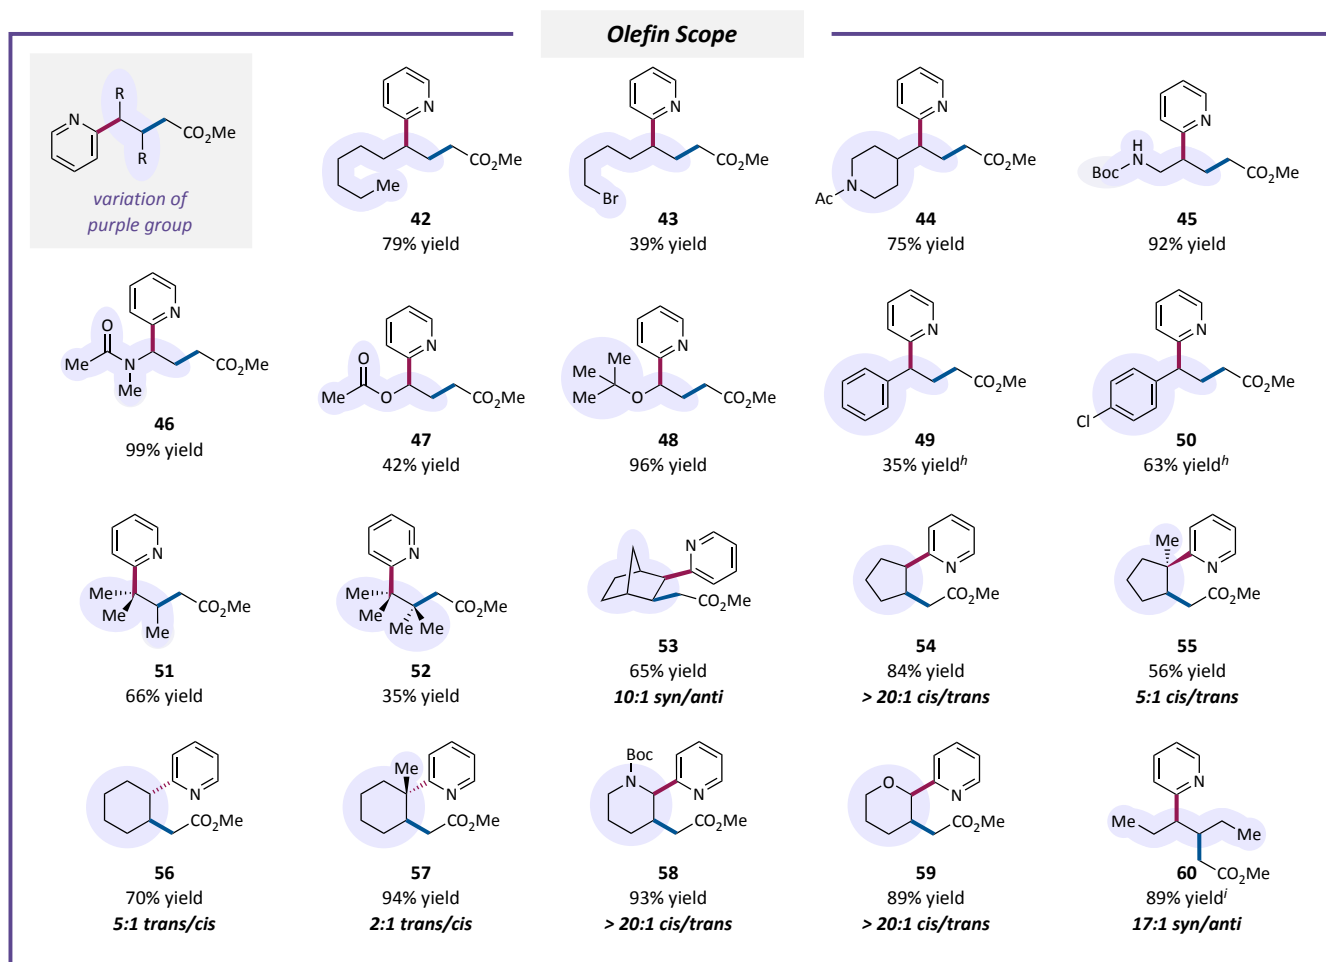 Olefin Scope
N
R
R
CO2Me
variation of
purple group
N
Me
CO2Me
42
79% yield
N
Br
CO2Me
43
39% yield
N
N
Ac
CO2Me
44
75% yield
N
H
N
Boc
CO2Me
45
92% yield
N
O
Me
N
Me
CO2Me
46
99% yield
N
O
Me
O
CO2Me
47
42% yield
N
Me
Me
Me
O
CO2Me
48
96% yield
N
CO2Me
49
35% yieldh
N
Cl
CO2Me
50
63% yieldh
N
Me
Me
Me
CO2Me
51
66% yield
N
Me
Me
Me
Me
CO2Me
52
35% yield
N
CO2Me
53
65% yield
10:1 syn/anti
N
CO2Me
54
84% yield
> 20:1 cis/trans
Me
N
CO2Me
55
56% yield
5:1 cis/trans
N
CO2Me
56
70% yield
5:1 trans/cis
Me
N
CO2Me
57
94% yield
2:1 trans/cis
Boc
N
N
CO2Me
58
93% yield
> 20:1 cis/trans
O
N
CO2Me
59
89% yield
> 20:1 cis/trans
N
Me
Me
CO2Me
60
89% yieldi
17:1 syn/anti